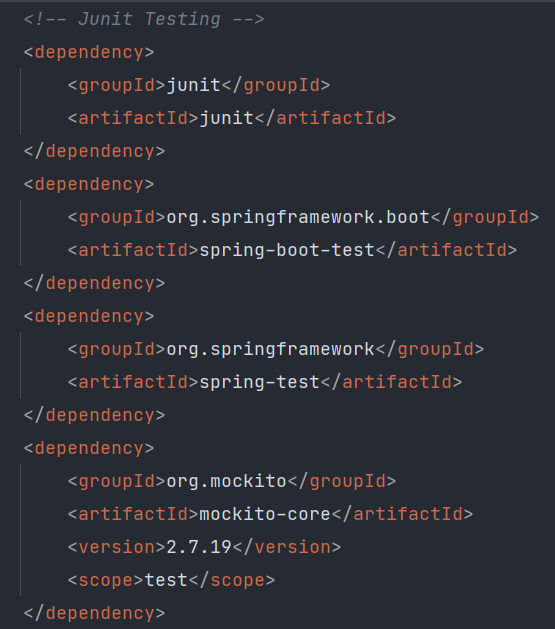 <!-- Junit Testing -->
<dependency>
    <groupId>junit</groupId>
    <artifactId>junit</artifactId>
</dependency>
<dependency>
    <groupId>org.springframework.boot</groupId>
    <artifactId>spring-boot-test</artifactId>
</dependency>
<dependency>
    <groupId>org.springframework</groupId>
    <artifactId>spring-test</artifactId>
</dependency>
<dependency>
    <groupId>org.mockito</groupId>
    <artifactId>mockito-core</artifactId>
    <version>2.7.19</version>
    <scope>test</scope>
</dependency>